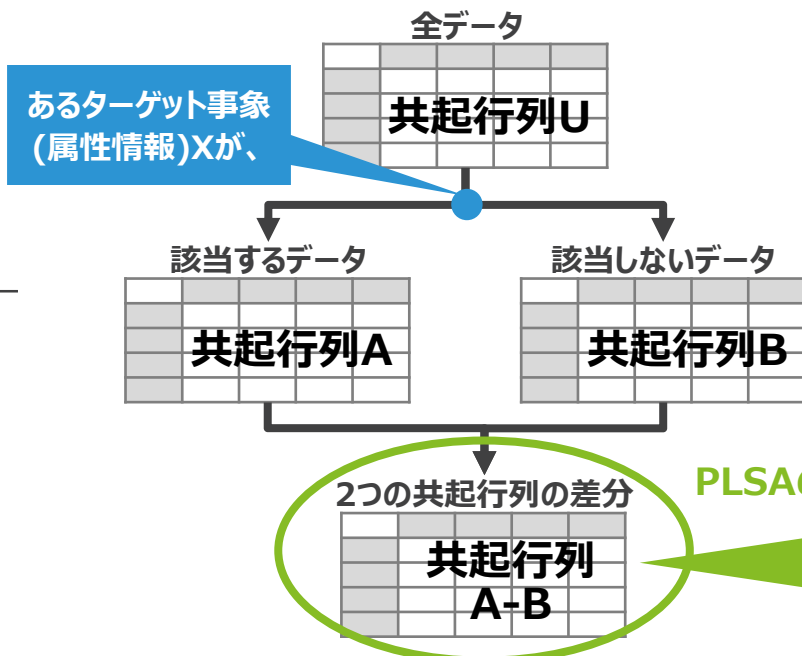 全データ
共起行列U
あるターゲット事象
(属性情報)Xが、
該当するデータ
該当しないデータ
共起行列A
共起行列B
2つの共起行列の差分
PLSA
共起行列
A-B